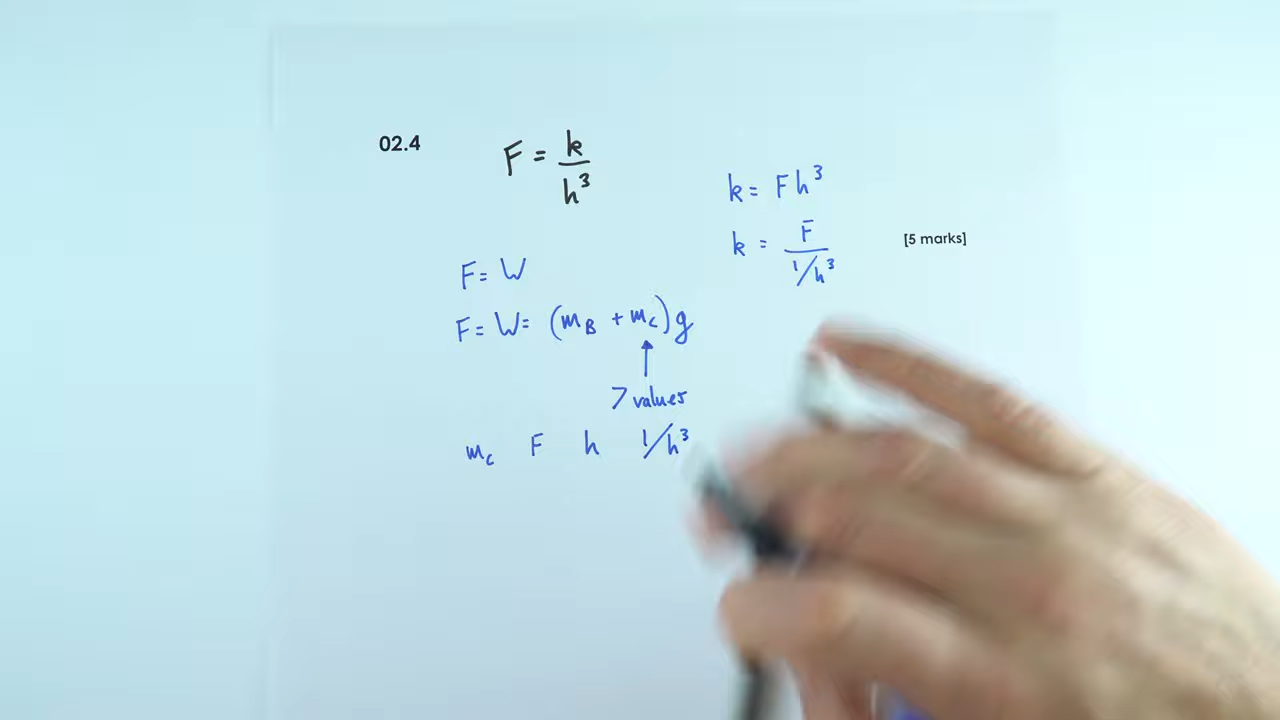 02.4
F = k/h³
k = Fh³
k = F/(1/h³)
[5 marks]
F = W
F = W = (m_B + m_C)g
7 values
m_C F h 1/h³